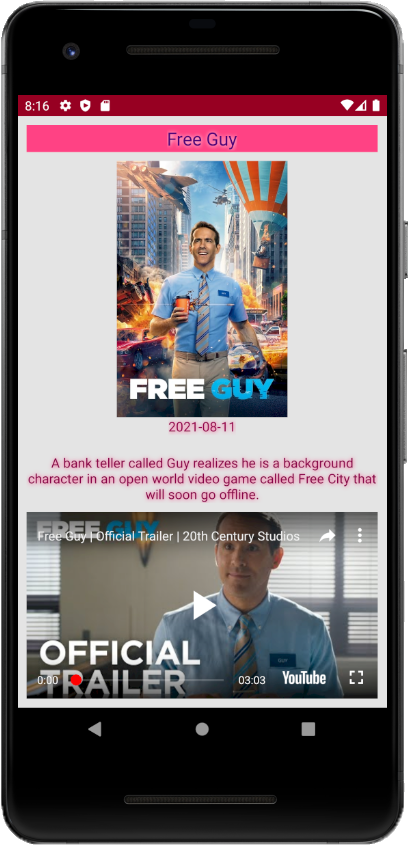 8:16
Free Guy
FREE GUY
2021-08-11
A bank teller called Guy realizes he is a background
character in an open world video game called Free City that
will soon go offline.
FREE GUY
Free Guy | Official Trailer | 20th Century Studios
OFFICIAL
TRAILER
0:00
03:03
YouTube